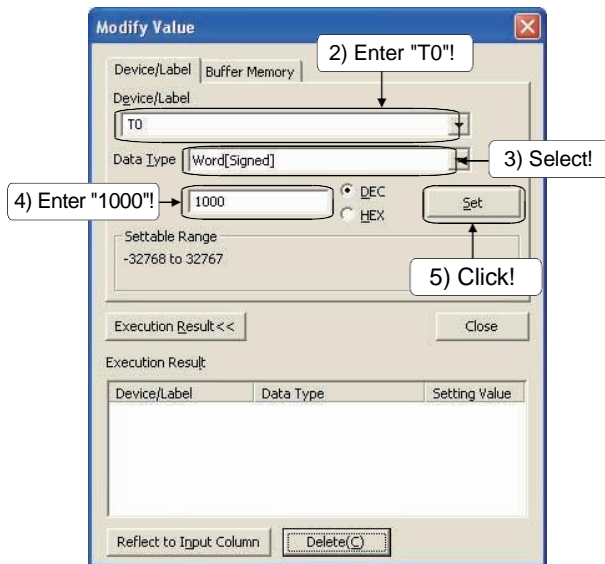 Modify Value
2) Enter "T0"!
Device/Label Buffer Memory
Device/Label
T0
Data Type Word[Signed]
3) Select!
4) Enter "1000"!
1000
DEC
HEX
Set
Settable Range
-32768 to 32767
5) Click!
Execution Result<<
Close
Execution Result
Device/Label Data Type Setting Value
Reflect to Input Column
Delete(C)